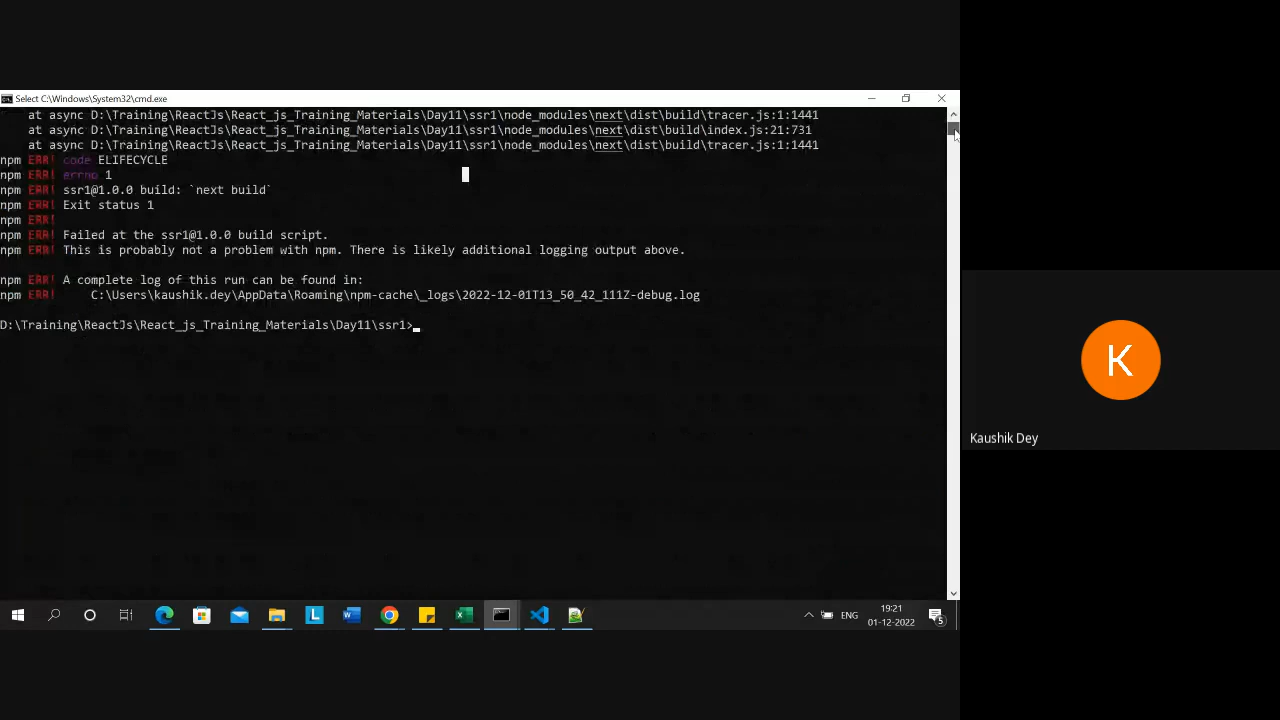 Select C:\Windows\System32\cmd.exe
at async D:\Training\ReactJs\React_js_Training_Materials\Day11\ssr1\node_modules\next\dist\build\tracer.js:1:1441
at async D:\Training\ReactJs\React_js_Training_Materials\Day11\ssr1\node_modules\next\dist\build\index.js:21:731
at async D:\Training\ReactJs\React_js_Training_Materials\Day11\ssr1\node_modules\next\dist\build\tracer.js:1:1441
npm ERR! code ELIFECYCLE
npm ERR! errno 1
npm ERR! ssr1@1.0.0 build: `next build`
npm ERR! Exit status 1
npm ERR!
npm ERR! Failed at the ssr1@1.0.0 build script.
npm ERR! This is probably not a problem with npm. There is likely additional logging output above.
npm ERR! A complete log of this run can be found in:
npm ERR! C:\Users\kaushik.dey\AppData\Roaming\npm-cache\_logs\2022-12-01T13_50_42_111Z-debug.log
D:\Training\ReactJs\React_js_Training_Materials\Day11\ssr1>
K
Kaushik Dey
L
ENG
19:21
01-12-2022
5